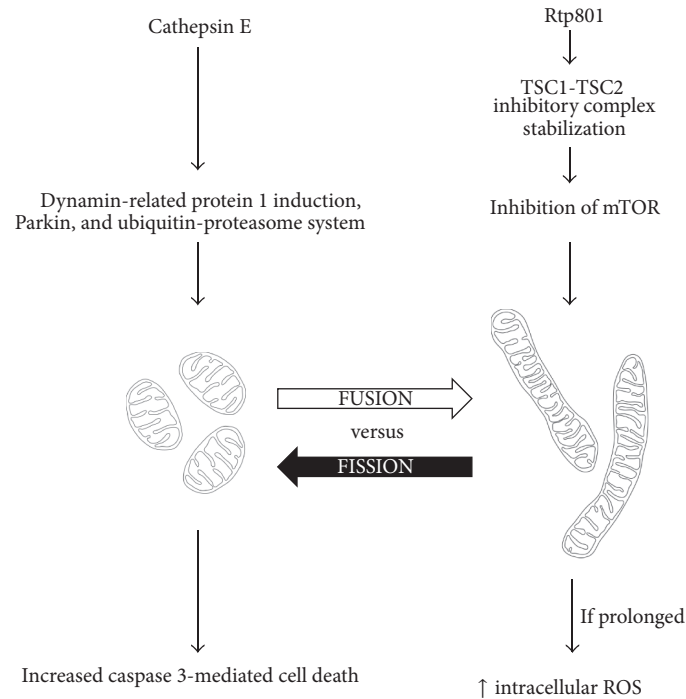 Cathepsin E
Dynamin-related protein 1 induction,
Parkin, and ubiquitin-proteasome system
Rtp801
TSC1-TSC2
inhibitory complex
stabilization
Inhibition of mTOR
FUSION
versus
FISSION
Increased caspase 3-mediated cell death
If prolonged
↑ intracellular ROS